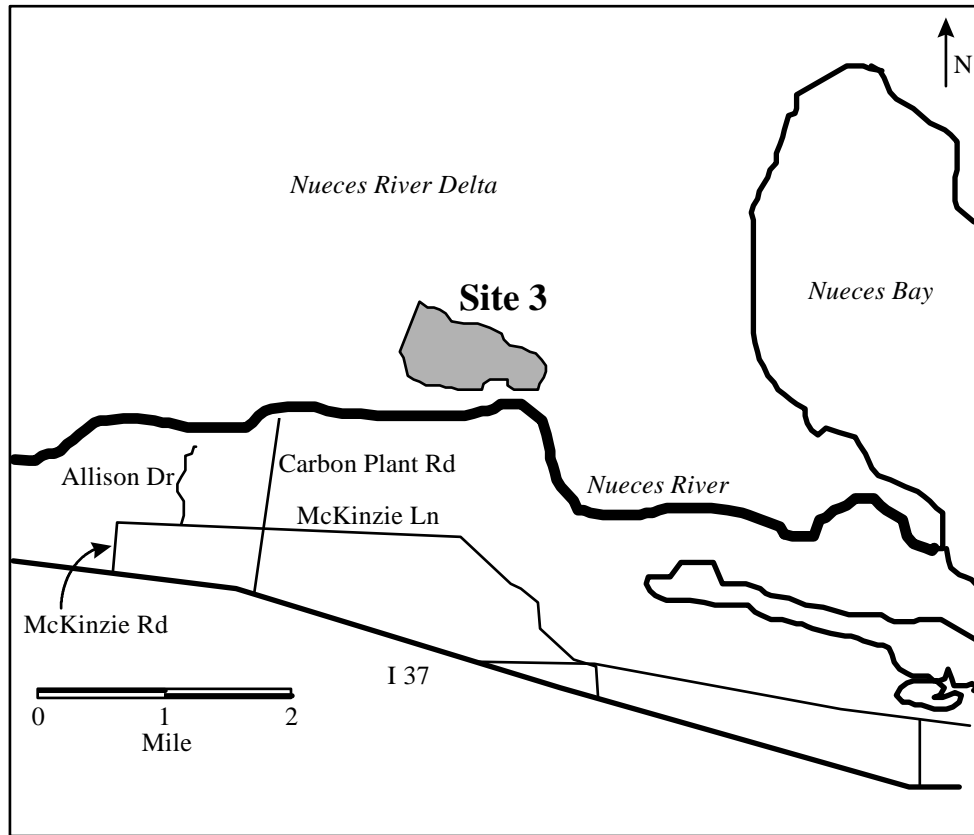 N
Nueces River Delta
Site 3
Nueces Bay
Allison Dr
Carbon Plant Rd
Nueces River
McKinzie Ln
McKinzie Rd
I 37
0 1 2
Mile